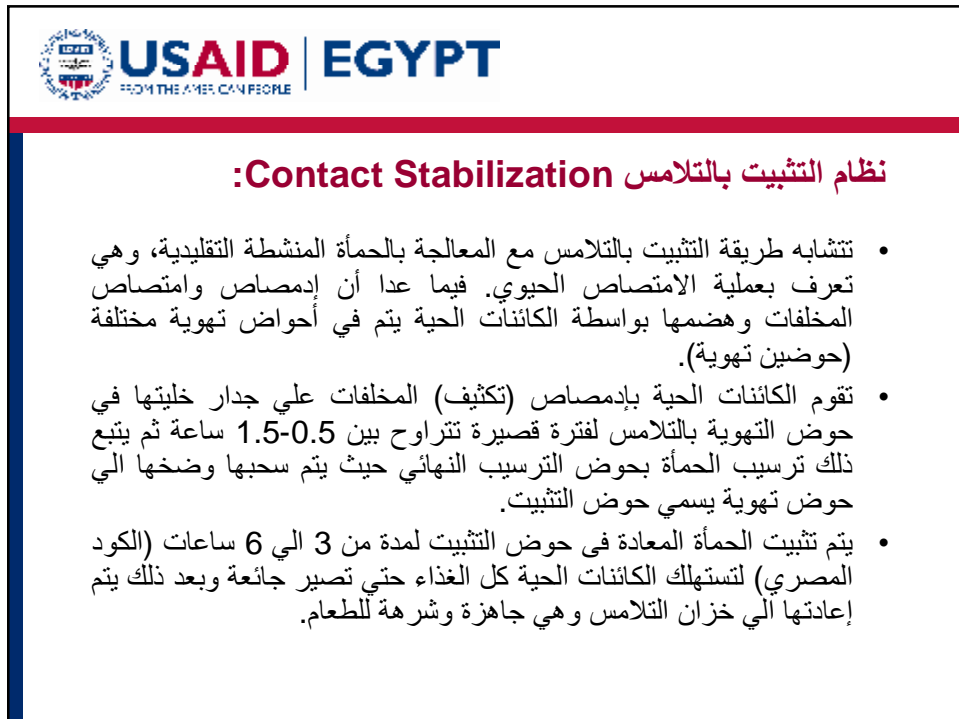 USAID | EGYPT
FROM THE AMERICAN PEOPLE
نظام التثبيت بالتلامس Contact Stabilization:
• تتشابه طريقة التثبيت بالتلامس مع المعالجة بالحمأة المنشطة التقليدية، وهي
تعرف بعملية الامتصاص الحيوي. فيما عدا أن إدمصاص وامتصاص
المخلفات وهضمها بواسطة الكائنات الحية يتم في أحواض تهوية مختلفة
(حوضين تهوية).
• تقوم الكائنات الحية بإدمصاص (تكثيف) المخلفات علي جدار خليتها في
حوض التهوية بالتلامس لفترة قصيرة تتراوح بين 0.5-1.5 ساعة ثم يتبع
ذلك ترسيب الحمأة بحوض الترسيب النهائي حيث يتم سحبها وضخها الي
حوض تهوية يسمي حوض التثبيت.
• يتم تثبيت الحمأة المعادة فى حوض التثبيت لمدة من 3 الي 6 ساعات (الكود
المصري) لتستهلك الكائنات الحية كل الغذاء حتي تصير جائعة وبعد ذلك يتم
إعادتها الي خزان التلامس وهي جاهزة وشرهة للطعام.